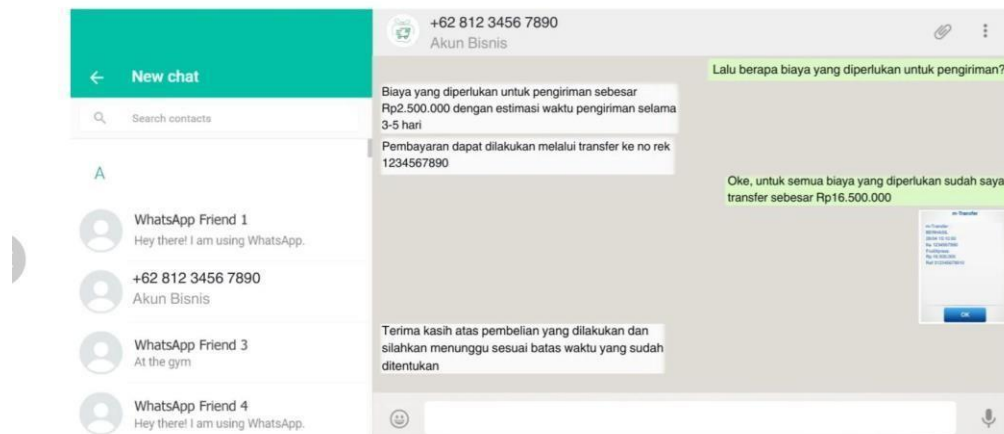 New chat
Search contacts
A
WhatsApp Friend 1
Hey there! I am using WhatsApp.
+62 812 3456 7890
Akun Bisnis
WhatsApp Friend 3
At the gym
WhatsApp Friend 4
Hey there! I am using WhatsApp.
+62 812 3456 7890
Akun Bisnis
Lalu berapa biaya yang diperlukan untuk pengiriman?
Biaya yang diperlukan untuk pengiriman sebesar
Rp2.500.000 dengan estimasi waktu pengiriman selama
3-5 hari
Pembayaran dapat dilakukan melalui transfer ke no rek
1234567890
Oke, untuk semua biaya yang diperlukan sudah saya
transfer sebesar Rp16.500.000
m-Transfer
m-Transfer
OK
Terima kasih atas pembelian yang dilakukan dan
silahkan menunggu sesuai batas waktu yang sudah
ditentukan